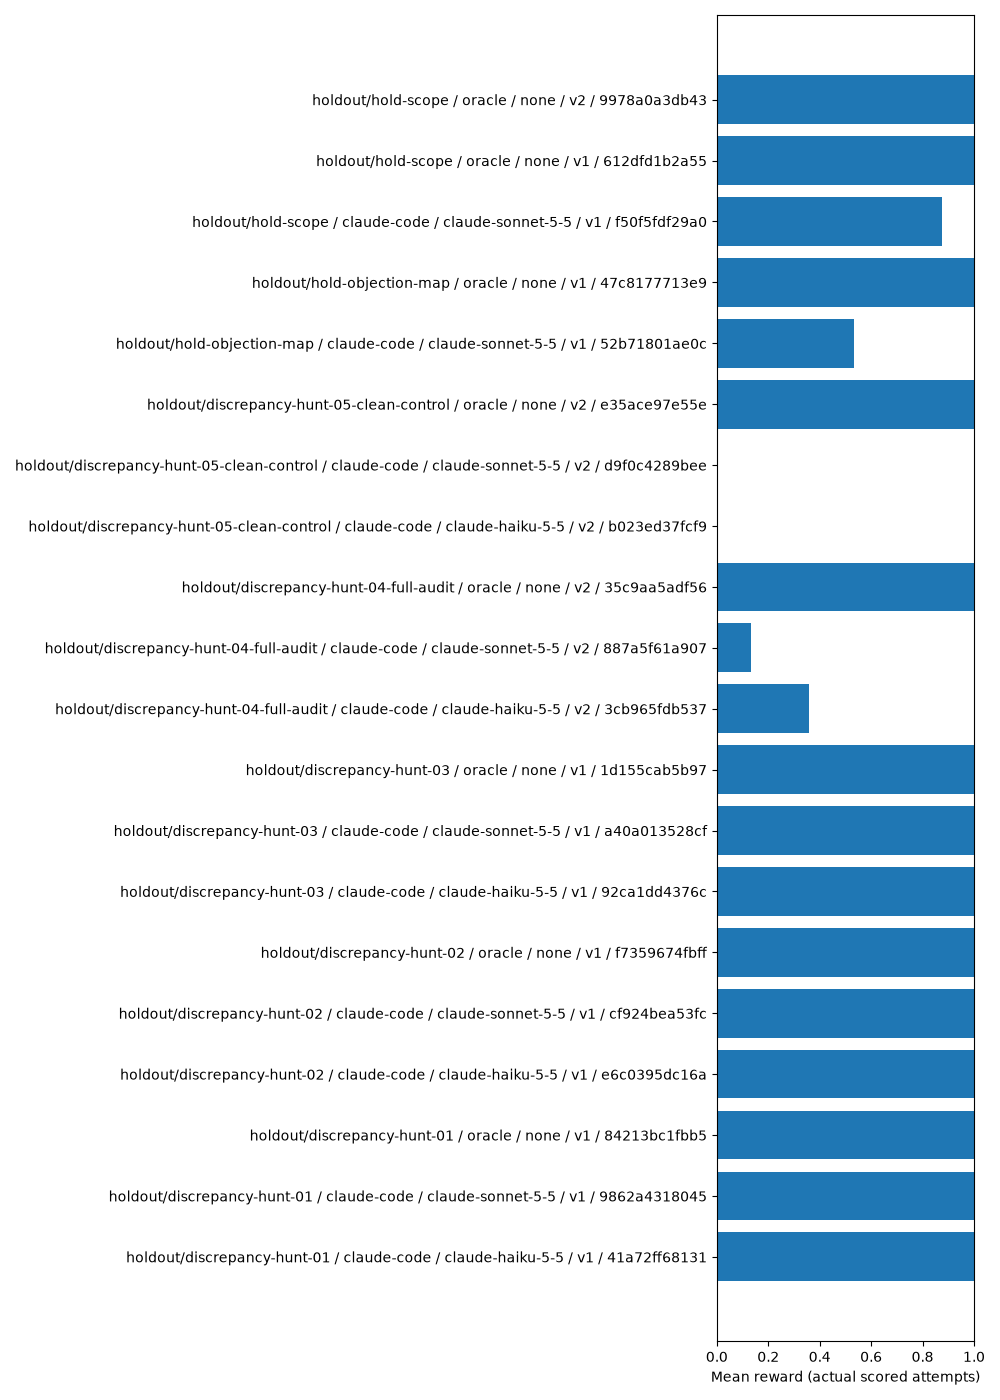 holdout/hold-scope / oracle / none / v2 / 9978a0a3db43
holdout/hold-scope / oracle / none / v1 / 612dfd1b2a55
holdout/hold-scope / claude-code / claude-sonnet-5-5 / v1 / f50f5fdf29a0
holdout/hold-objection-map / oracle / none / v1 / 47c8177713e9
holdout/hold-objection-map / claude-code / claude-sonnet-5-5 / v1 / 52b71801ae0c
holdout/discrepancy-hunt-05-clean-control / oracle / none / v2 / e35ace97e55e
holdout/discrepancy-hunt-05-clean-control / claude-code / claude-sonnet-5-5 / v2 / d9f0c4289bee
holdout/discrepancy-hunt-05-clean-control / claude-code / claude-haiku-5-5 / v2 / b023ed37fcf9
holdout/discrepancy-hunt-04-full-audit / oracle / none / v2 / 35c9aa5adf56
holdout/discrepancy-hunt-04-full-audit / claude-code / claude-sonnet-5-5 / v2 / 887a5f61a907
holdout/discrepancy-hunt-04-full-audit / claude-code / claude-haiku-5-5 / v2 / 3cb965fdb537
holdout/discrepancy-hunt-03 / oracle / none / v1 / 1d155cab5b97
holdout/discrepancy-hunt-03 / claude-code / claude-sonnet-5-5 / v1 / a40a013528cf
holdout/discrepancy-hunt-03 / claude-code / claude-haiku-5-5 / v1 / 92ca1dd4376c
holdout/discrepancy-hunt-02 / oracle / none / v1 / f7359674fbff
holdout/discrepancy-hunt-02 / claude-code / claude-sonnet-5-5 / v1 / cf924bea53fc
holdout/discrepancy-hunt-02 / claude-code / claude-haiku-5-5 / v1 / e6c0395dc16a
holdout/discrepancy-hunt-01 / oracle / none / v1 / 84213bc1fbb5
holdout/discrepancy-hunt-01 / claude-code / claude-sonnet-5-5 / v1 / 9862a4318045
holdout/discrepancy-hunt-01 / claude-code / claude-haiku-5-5 / v1 / 41a72ff68131
0.0 0.2 0.4 0.6 0.8 1.0
Mean reward (actual scored attempts)